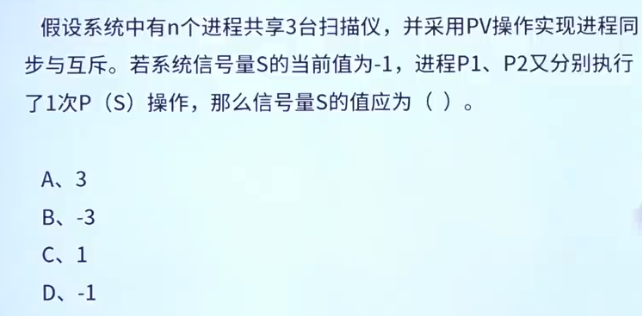 假设系统中有n个进程共享3台扫描仪，并采用PV操作实现进程同
步与互斥。若系统信号量S的当前值为-1，进程P1、P2又分别执行
了1次P（S）操作，那么信号量S的值应为（ ）。
A、3
B、-3
C、1
D、-1